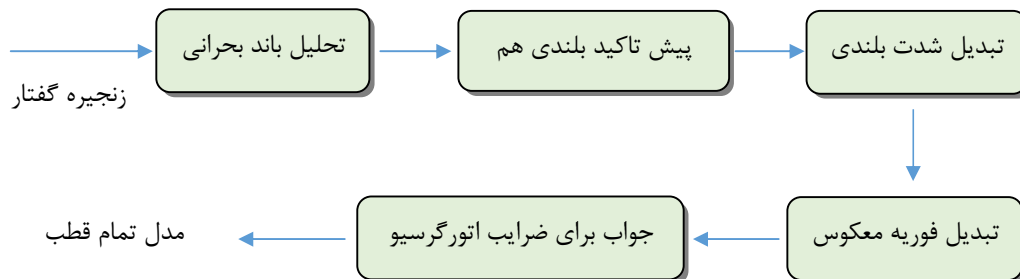 تحلیل باند بحرانی
پیش تاکید بلندی هم
تبدیل شدت بلندی
زنجیره گفتار
تبدیل فوریه معکوس
جواب برای ضرایب اتورگرسیو
مدل تمام قطب